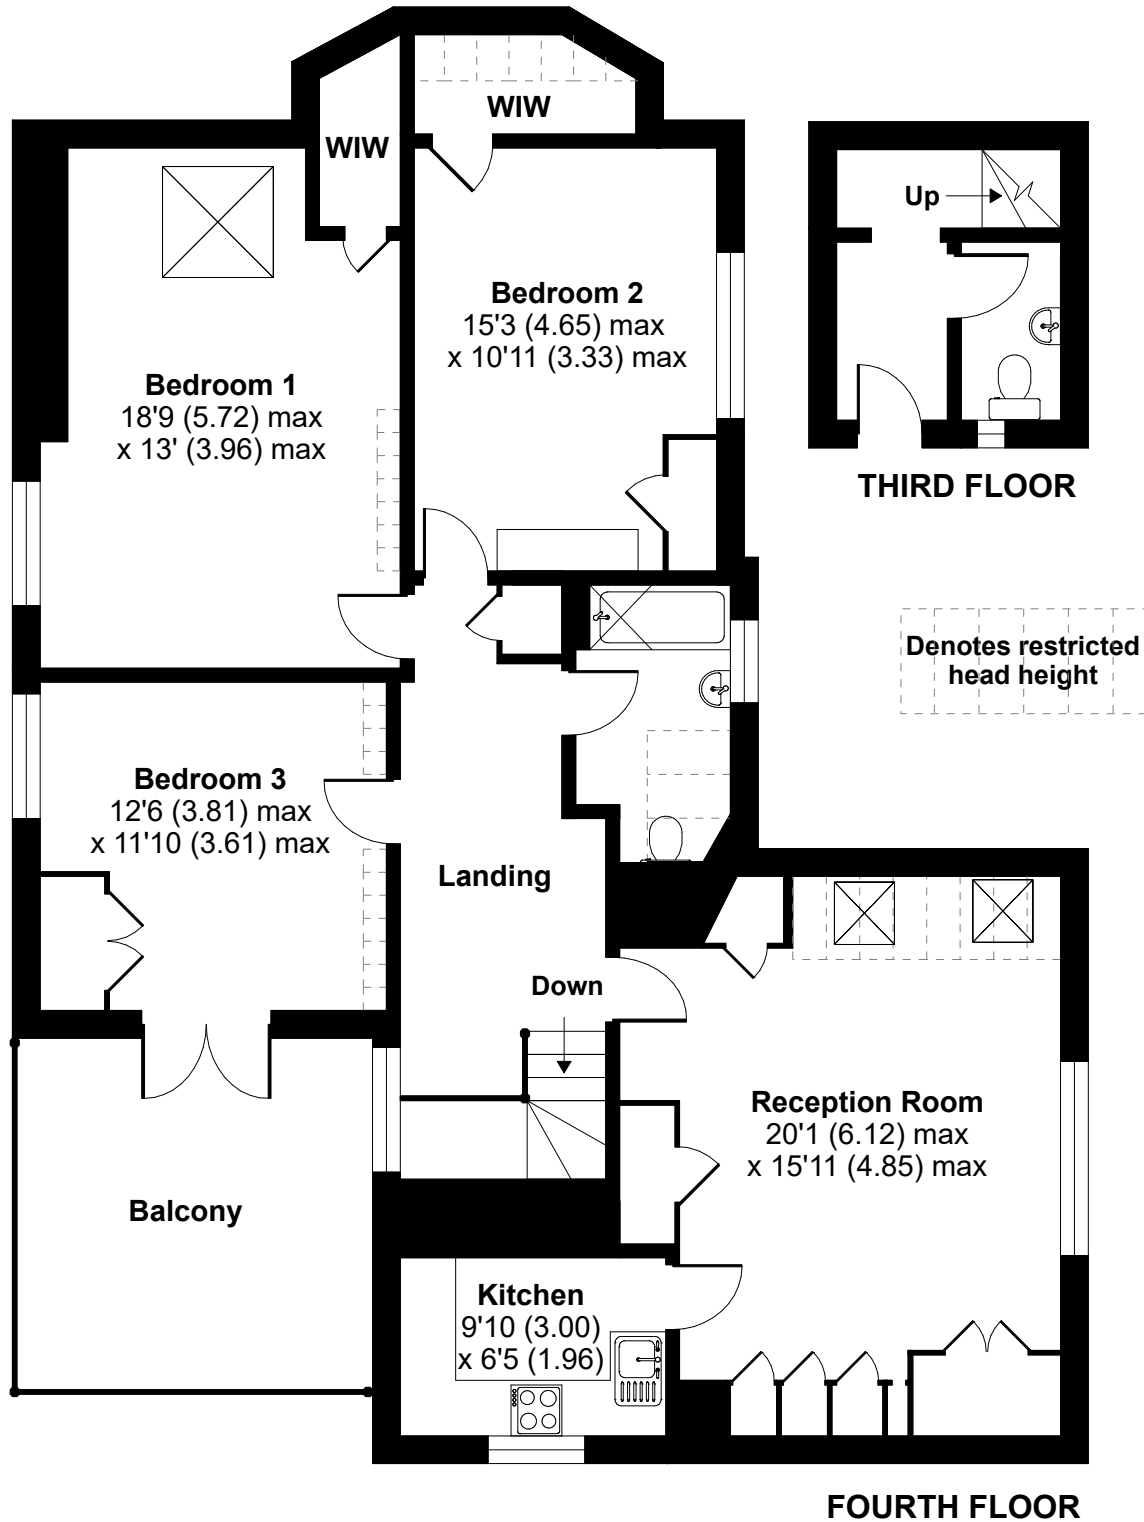 WIW
WIW
Up
Bedroom 2
15'3 (4.65) max
x 10'11 (3.33) max
Bedroom 1
18'9 (5.72) max
x 13' (3.96) max
THIRD FLOOR
Denotes restricted
head height
Bedroom 3
12'6 (3.81) max
x 11'10 (3.61) max
Landing
Down
Reception Room
20'1 (6.12) max
x 15'11 (4.85) max
Balcony
Kitchen
9'10 (3.00)
x 6'5 (1.96)
FOURTH FLOOR